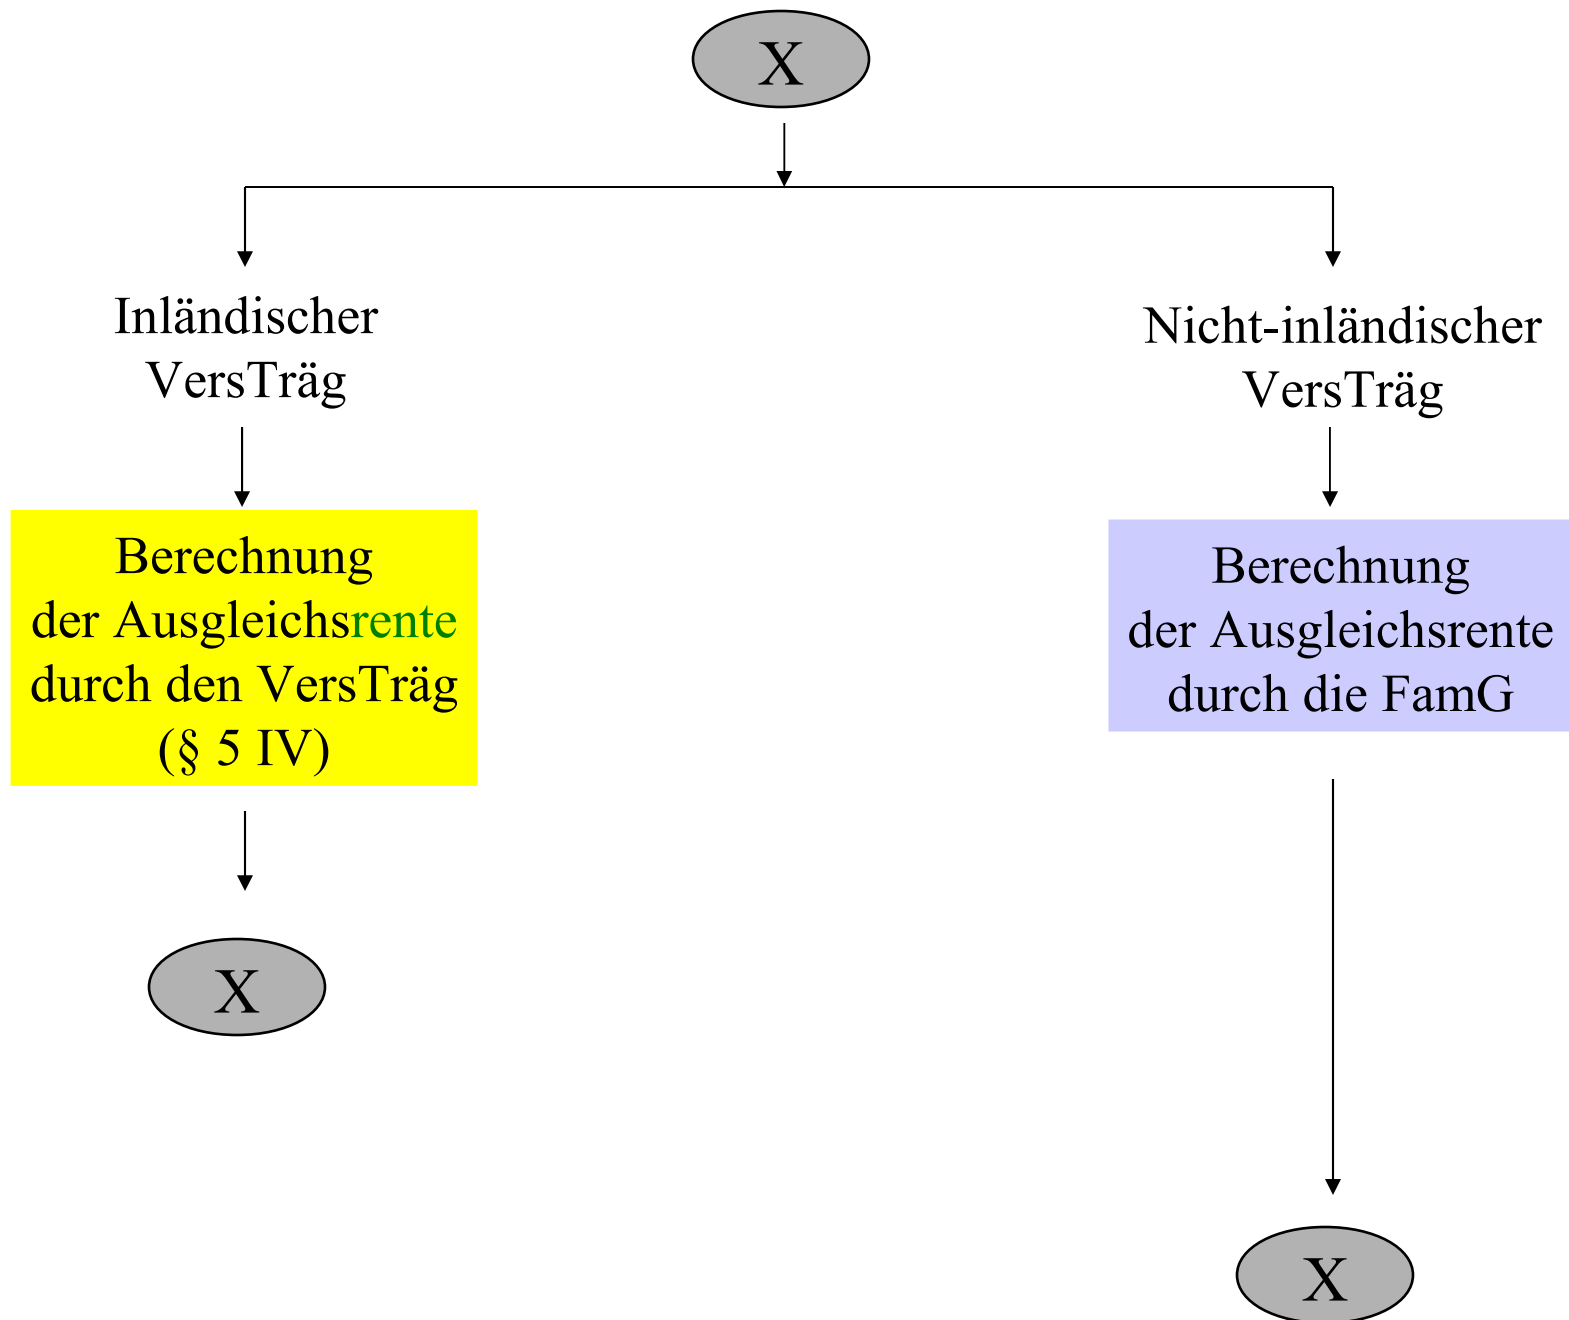 X
Inländischer
VersTräg
Nicht-inländischer
VersTräg
Berechnung
der Ausgleichsrente
durch den VersTräg
(§ 5 IV)
Berechnung
der Ausgleichsrente
durch die FamG
X
X